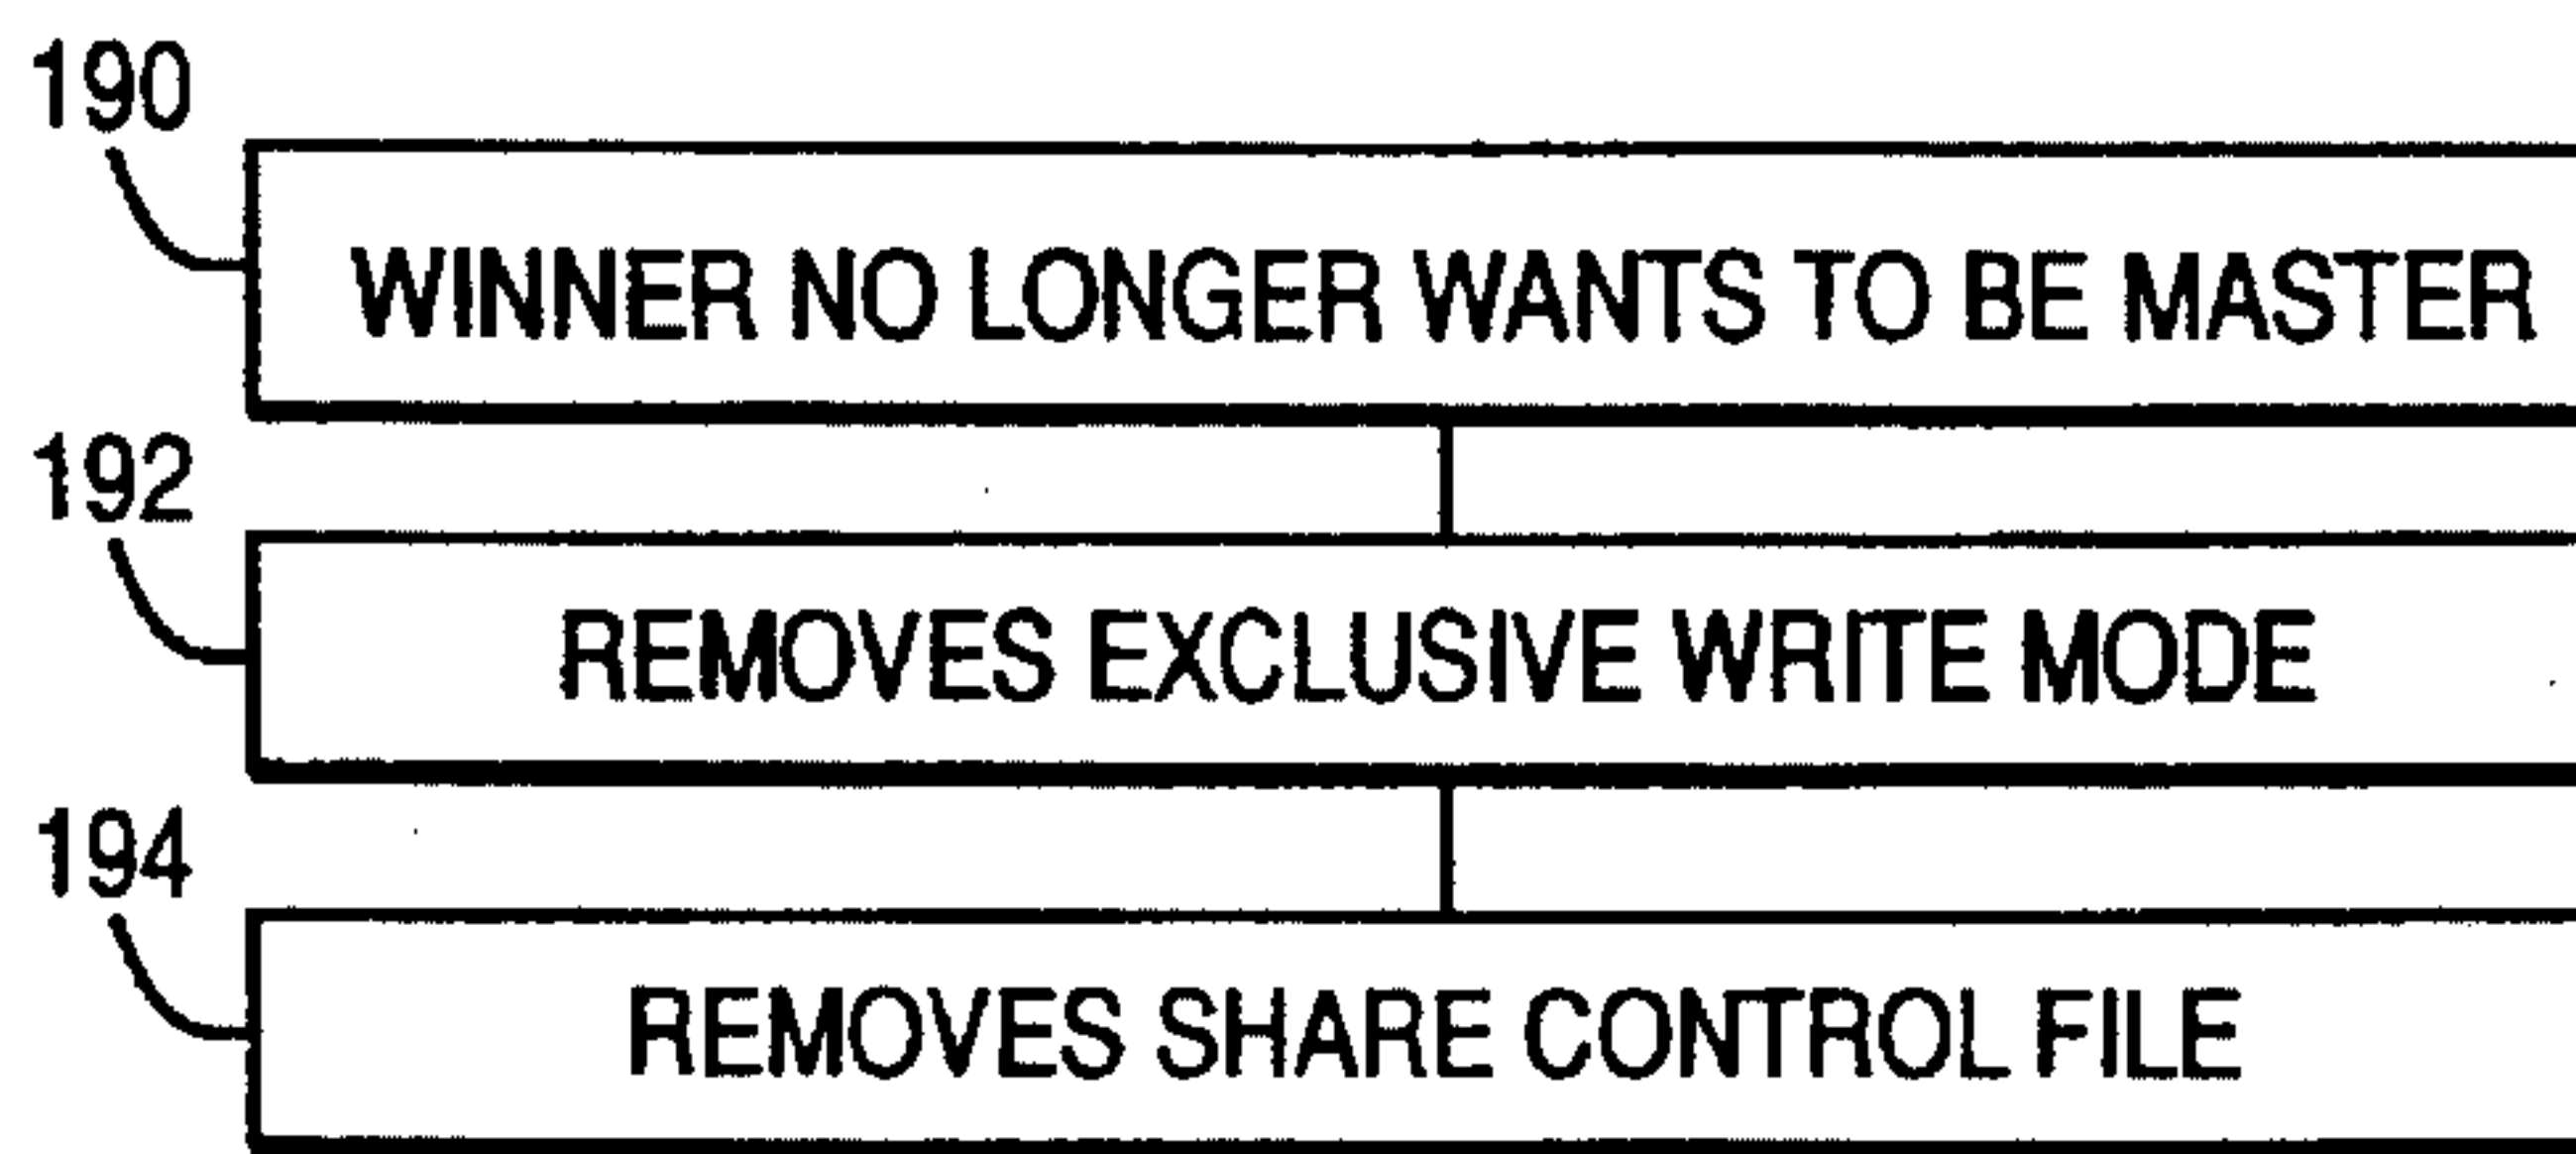 190
WINNER NO LONGER WANTS TO BE MASTER
192
REMOVES EXCLUSIVE WRITE MODE
194
REMOVES SHARE CONTROL FILE